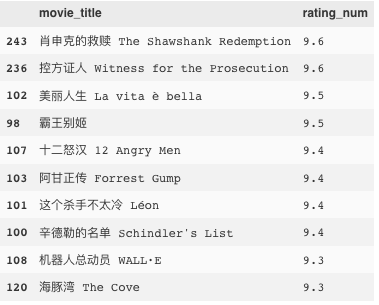 movie_title rating_num
243 肖申克的救赎 The Shawshank Redemption 9.6
236 控方证人 Witness for the Prosecution 9.6
102 美丽人生 La vita è bella 9.5
98 霸王别姬 9.5
107 十二怒汉 12 Angry Men 9.4
103 阿甘正传 Forrest Gump 9.4
101 这个杀手不太冷 Léon 9.4
100 辛德勒的名单 Schindler's List 9.4
108 机器人总动员 WALL·E 9.3
120 海豚湾 The Cove 9.3